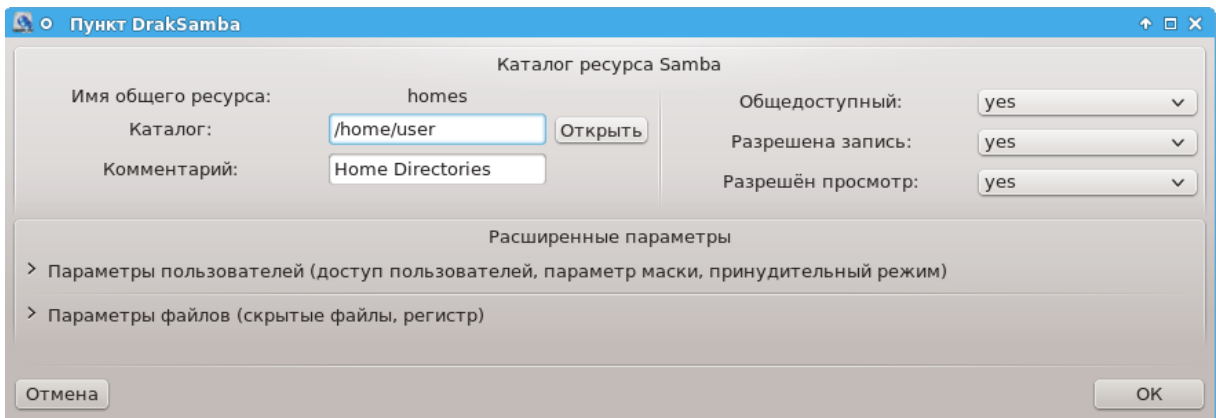 Пункт DrakSamba
Каталог ресурса Samba
Имя общего ресурса: homes
Каталог: /home/user Открыть
Комментарий: Home Directories
Общедоступный: yes
Разрешена запись: yes
Разрешён просмотр: yes
Расширенные параметры
> Параметры пользователей (доступ пользователей, параметр маски, принудительный режим)
> Параметры файлов (скрытые файлы, регистр)
Отмена OK